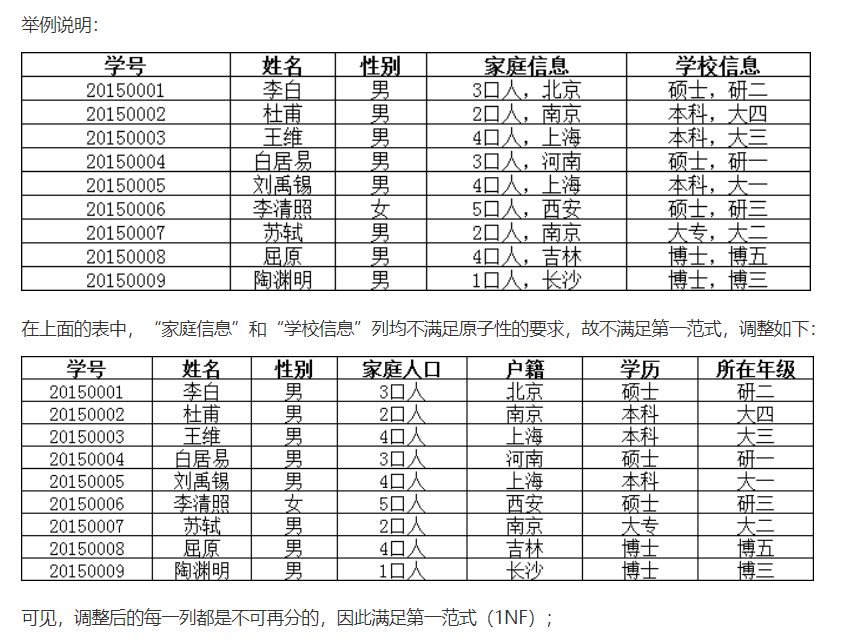 举例说明：
学号 姓名 性别 家庭信息 学校信息
20150001 李白 男 3口人，北京 硕士，研二
20150002 杜甫 男 2口人，南京 本科，大四
20150003 王维 男 4口人，上海 本科，大三
20150004 白居易 男 3口人，河南 硕士，研一
20150005 刘禹锡 男 4口人，上海 本科，大一
20150006 李清照 女 5口人，西安 硕士，研三
20150007 苏轼 男 2口人，南京 大专，大二
20150008 屈原 男 4口人，吉林 博士，博五
20150009 陶渊明 男 1口人，长沙 博士，博三
在上面的表中，“家庭信息”和“学校信息”列均不满足原子性的要求，故不满足第一范式，调整如下：
学号 姓名 性别 家庭人口 户籍 学历 所在年级
20150001 李白 男 3口人 北京 硕士 研二
20150002 杜甫 男 2口人 南京 本科 大四
20150003 王维 男 4口人 上海 本科 大三
20150004 白居易 男 3口人 河南 硕士 研一
20150005 刘禹锡 男 4口人 上海 本科 大一
20150006 李清照 女 5口人 西安 硕士 研三
20150007 苏轼 男 2口人 南京 大专 大二
20150008 屈原 男 4口人 吉林 博士 博五
20150009 陶渊明 男 1口人 长沙 博士 博三
可见，调整后的每一列都是不可再分的，因此满足第一范式（1NF）；